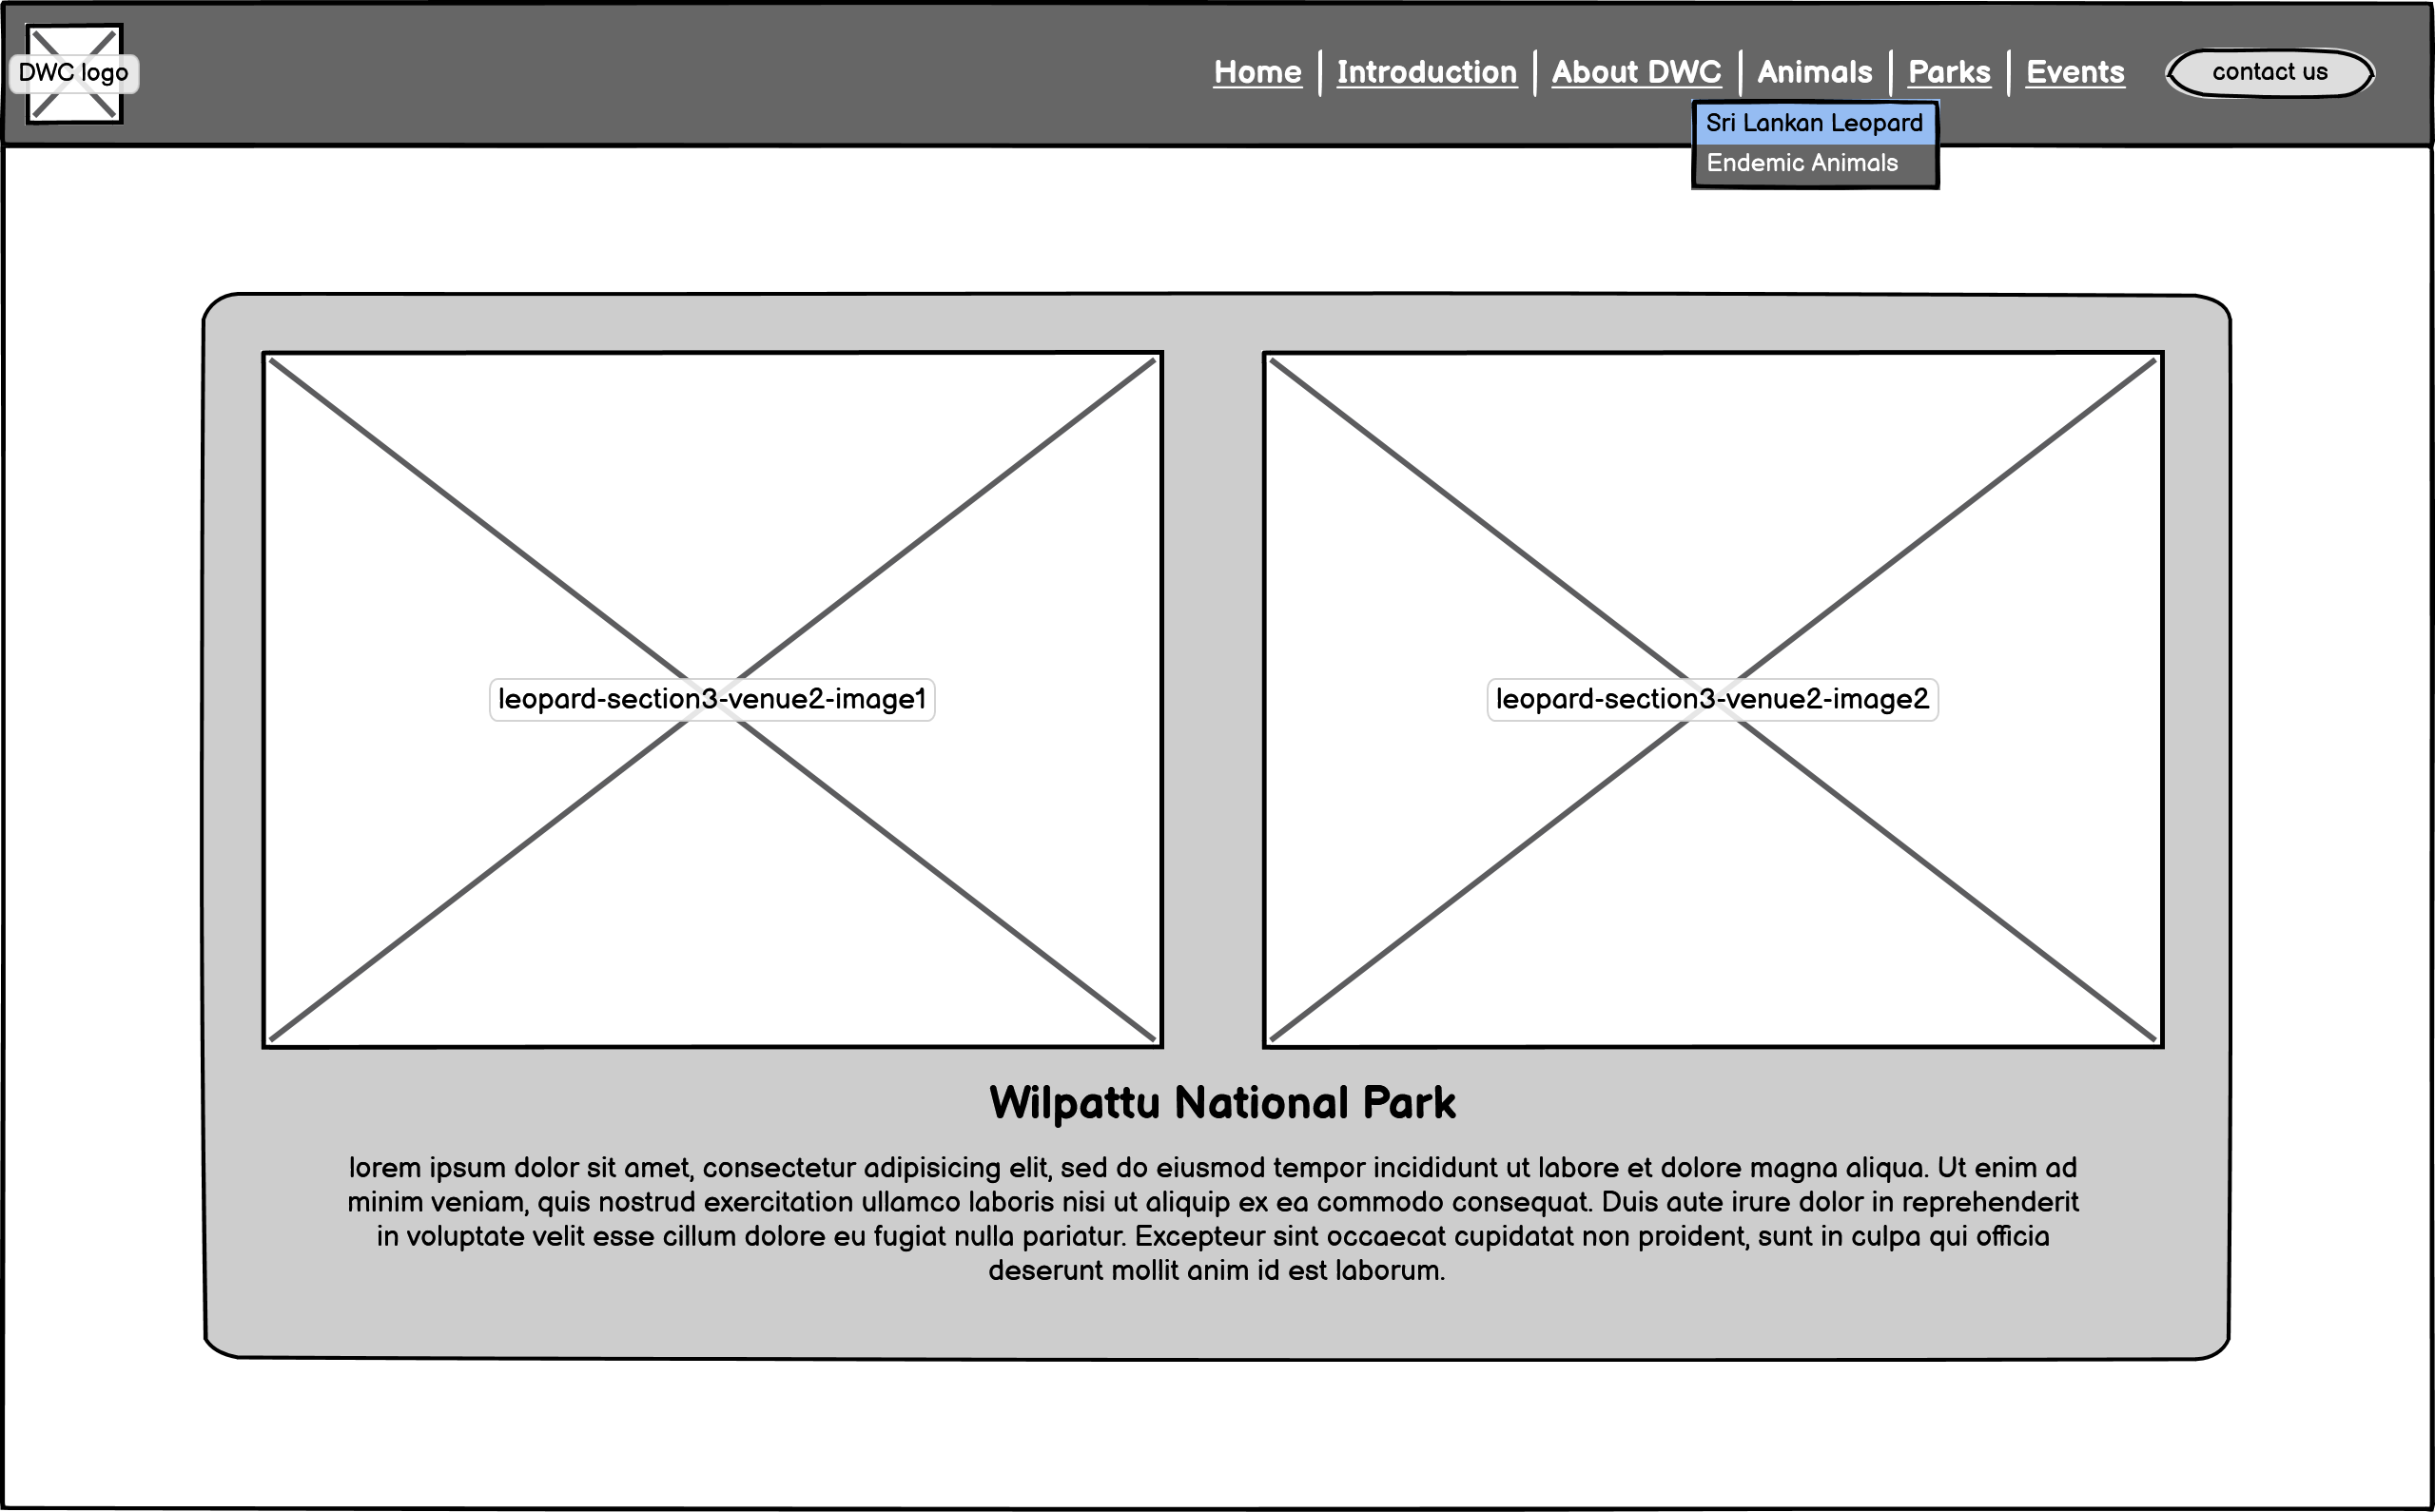 DWC logo
Home Introduction About DWC Animals Parks Events contact us
Sri Lankan Leopard
Endemic Animals
leopard-section3-venue2-image1
leopard-section3-venue2-image2
Wilpattu National Park
lorem ipsum dolor sit amet, consectetur adipisicing elit, sed do eiusmod tempor incididunt ut labore et dolore magna aliqua. Ut enim ad
minim veniam, quis nostrud exercitation ullamco laboris nisi ut aliquip ex ea commodo consequat. Duis aute irure dolor in reprehenderit
in voluptate velit esse cillum dolore eu fugiat nulla pariatur. Excepteur sint occaecat cupidatat non proident, sunt in culpa qui officia
deserunt mollit anim id est laborum.